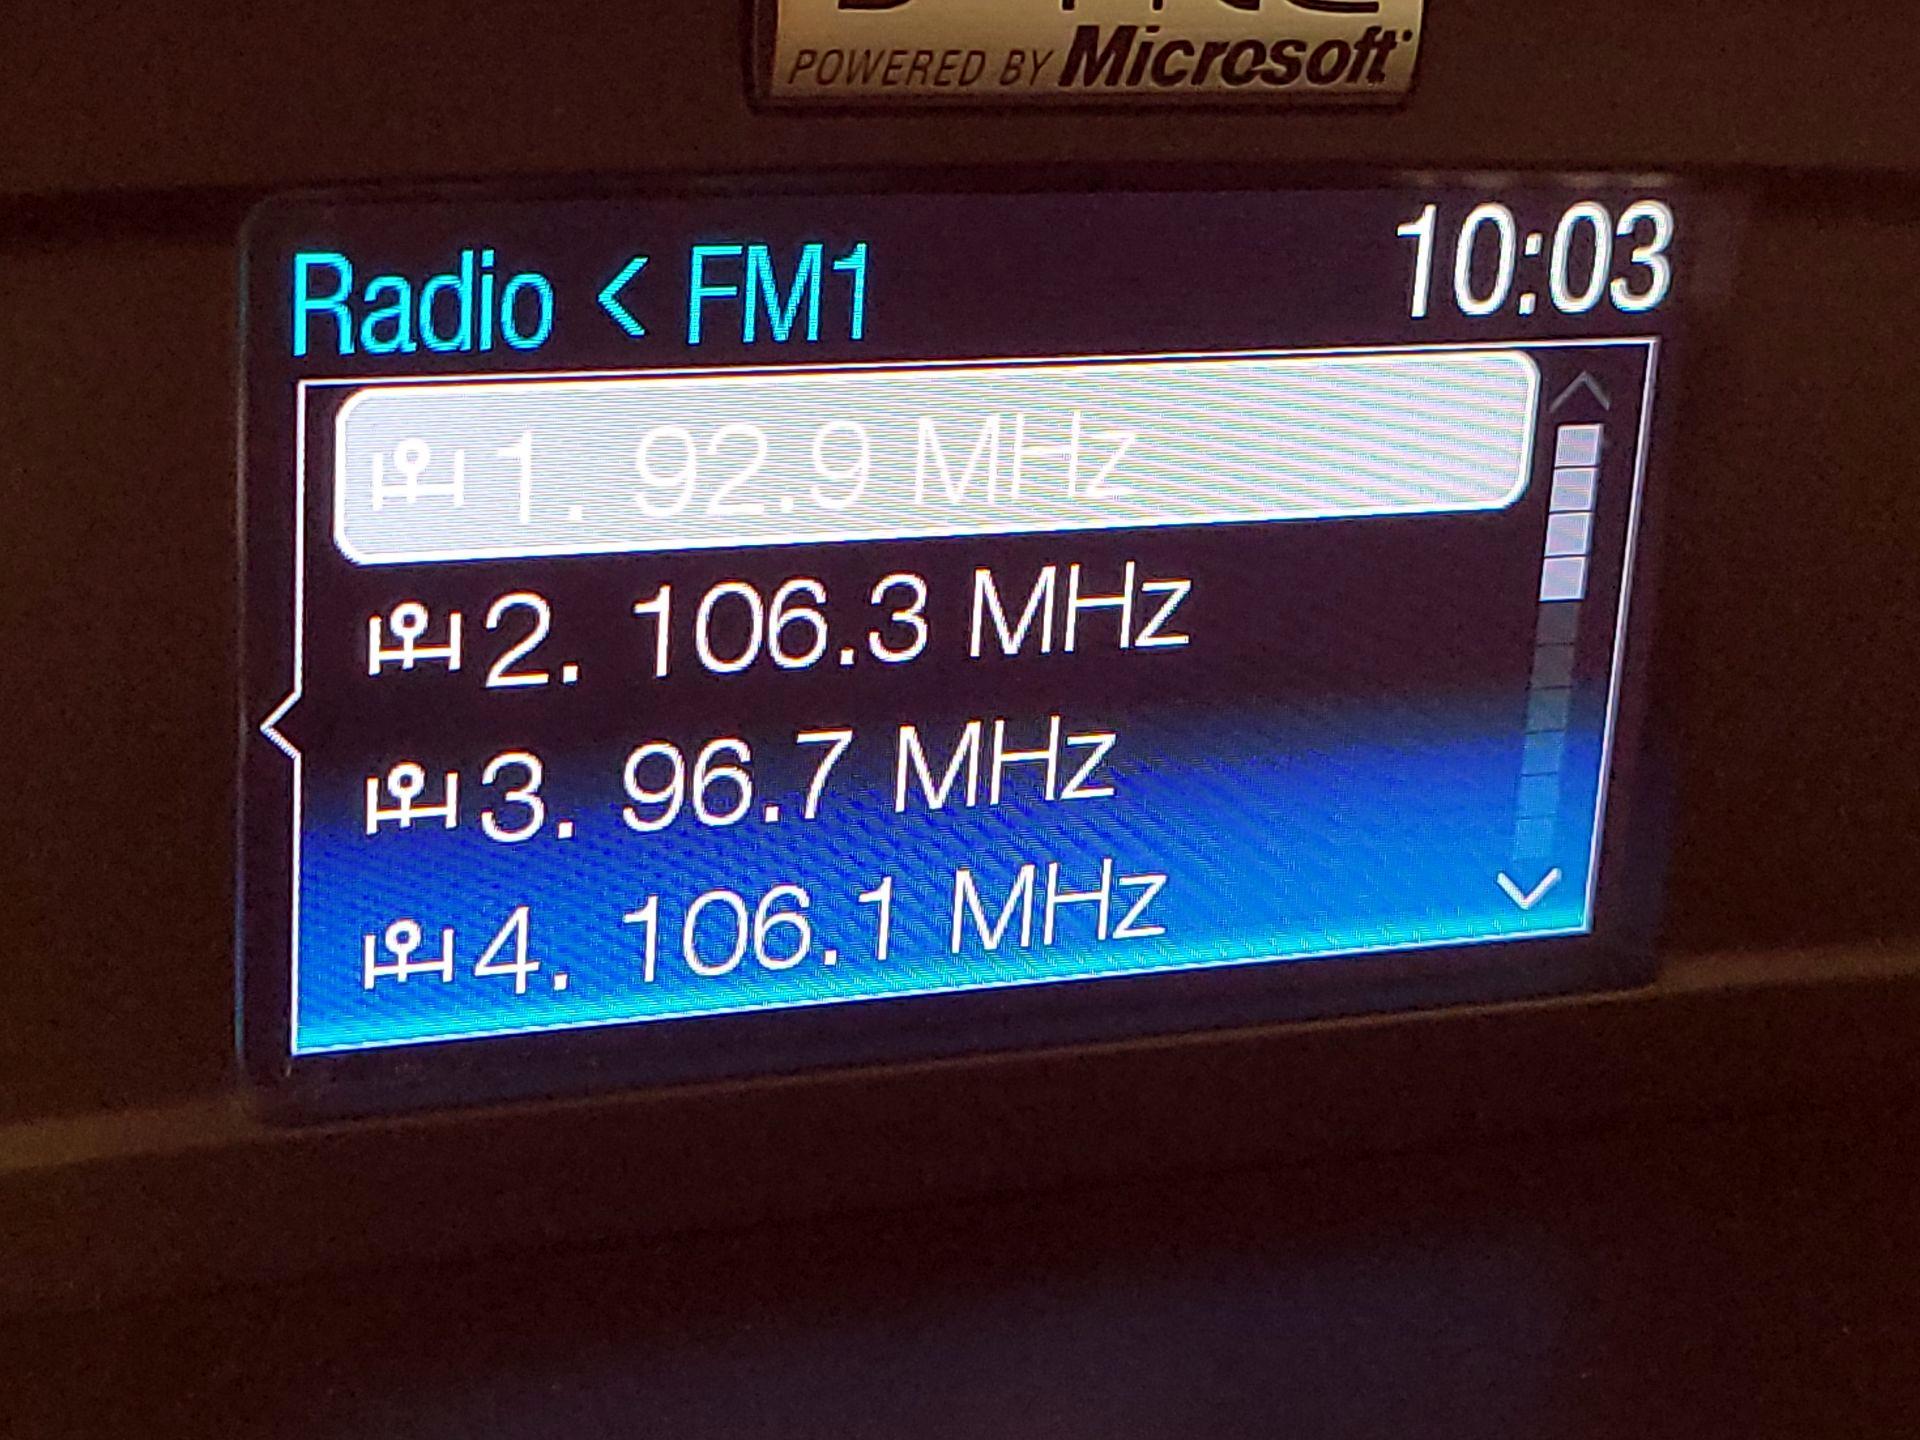 POWERED BY Microsoft
Radio < FM1
10:03
1. 92.9 MHz
2. 106.3 MHz
3. 96.7 MHz
4. 106.1 MHz